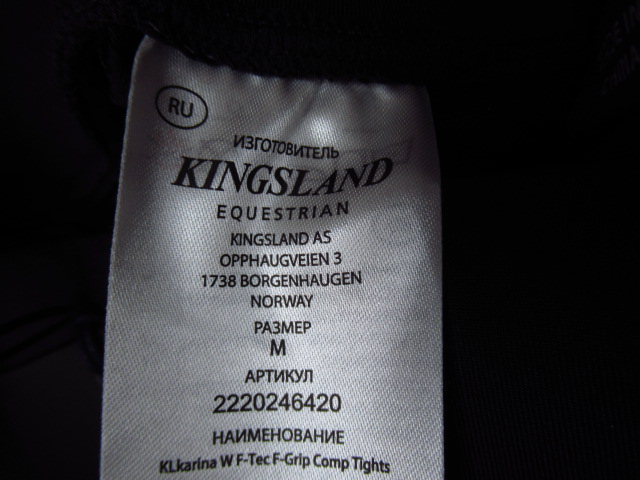 RU
ИЗГОТОВИТЕЛЬ
KINGSLAND
EQUESTRIAN
KINGSLAND AS
OPPHAUGVEIEN 3
1738 BORGENHAUGEN
NORWAY
РАЗМЕР
M
АРТИКУЛ
2220246420
НАИМЕНОВАНИЕ
KLkarina W F-Tec F-Grip Comp Tights